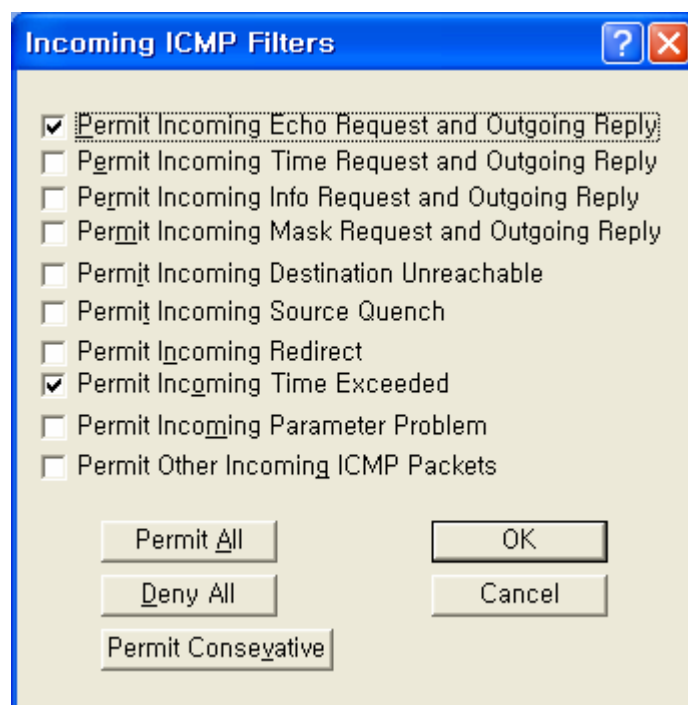 Incoming ICMP Filters
Permit Incoming Echo Request and Outgoing Reply
Permit Incoming Time Request and Outgoing Reply
Permit Incoming Info Request and Outgoing Reply
Permit Incoming Mask Request and Outgoing Reply
Permit Incoming Destination Unreachable
Permit Incoming Source Quench
Permit Incoming Redirect
Permit Incoming Time Exceeded
Permit Incoming Parameter Problem
Permit Other Incoming ICMP Packets
Permit All
OK
Deny All
Cancel
Permit Consevative